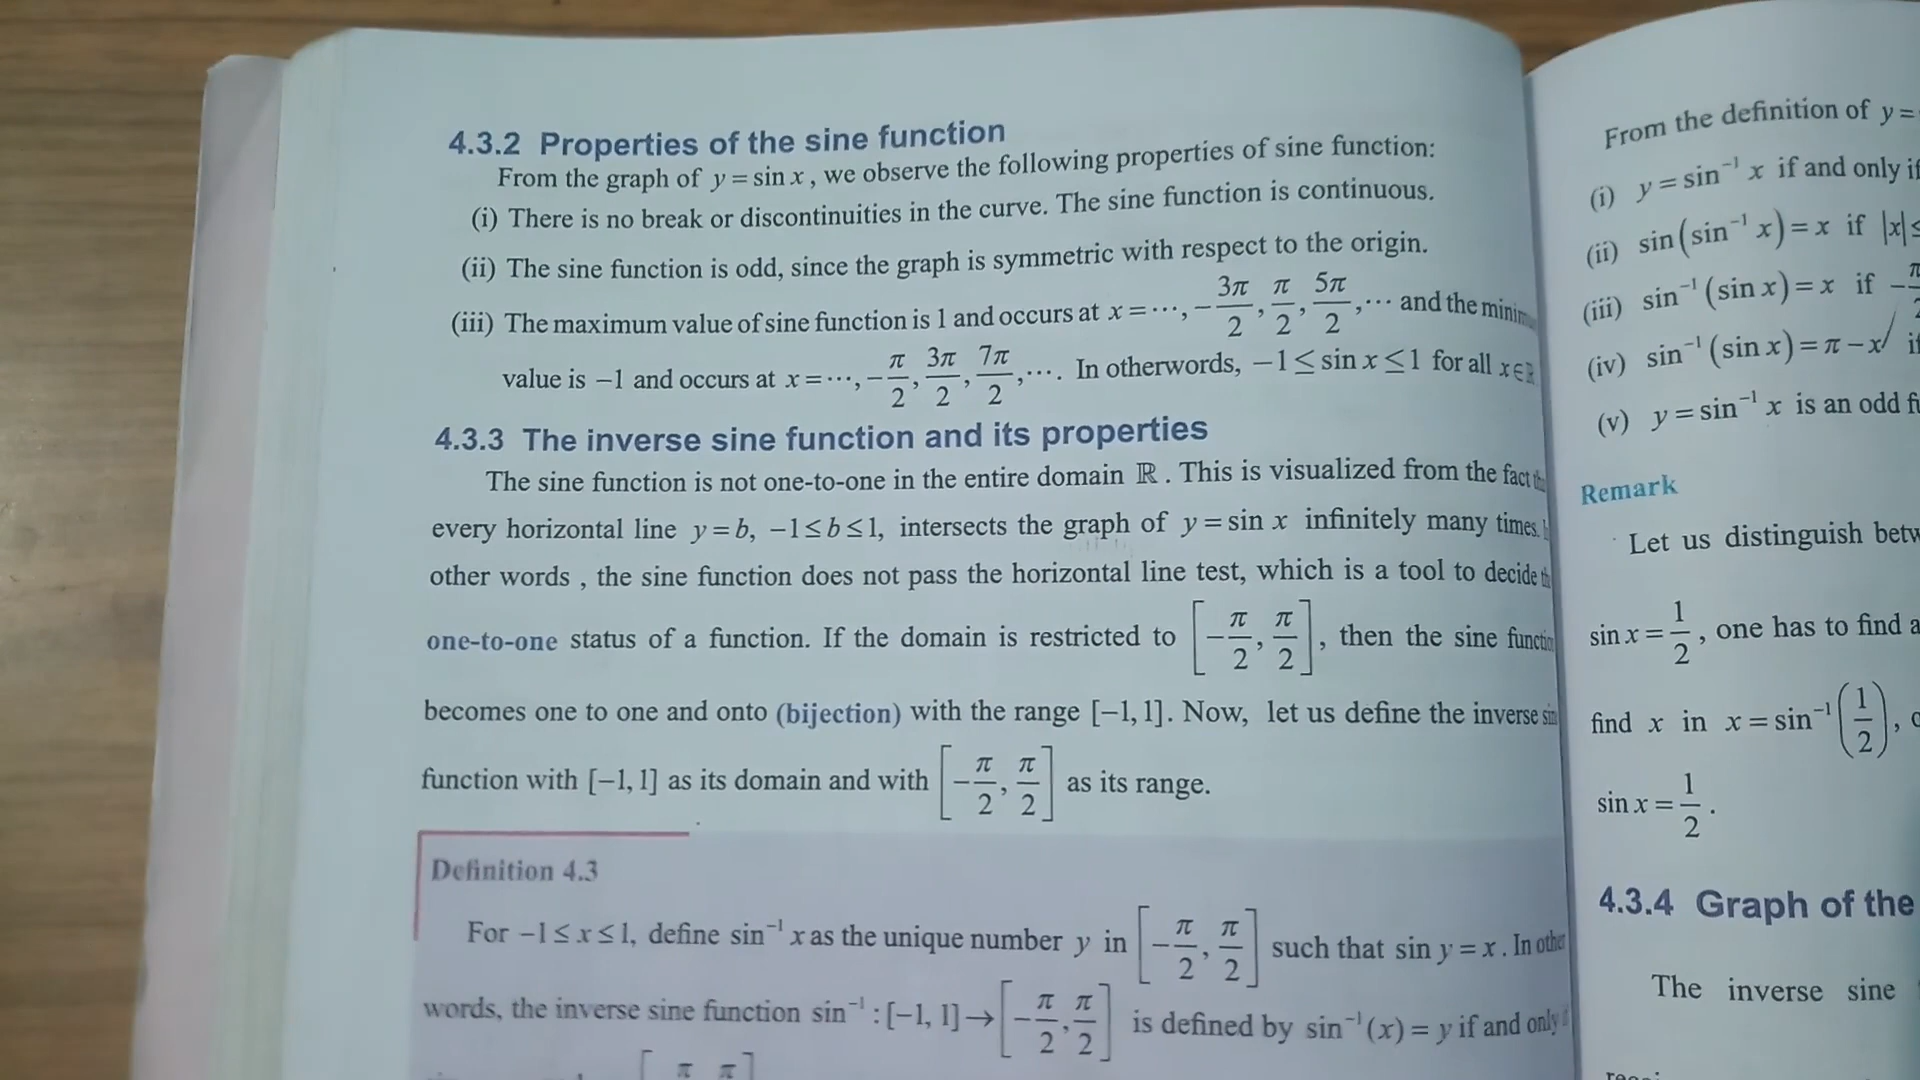 4.3.2 Properties of the sine function
From the graph of y = sin x, we observe the following properties of sine function:
(i) There is no break or discontinuities in the curve. The sine function is continuous.
(ii) The sine function is odd, since the graph is symmetric with respect to the origin.
(iii) The maximum value of sine function is 1 and occurs at x = ⋯, −3π/2, π/2, 5π/2, ⋯ and the
value is −1 and occurs at x = ⋯, −π/2, 3π/2, 7π/2, ⋯. In otherwords, −1 ≤ sin x ≤ 1 for all x∈ℝ
4.3.3 The inverse sine function and its properties
The sine function is not one-to-one in the entire domain ℝ. This is visualized from the fact
every horizontal line y = b, −1 ≤ b ≤ 1, intersects the graph of y = sin x infinitely many times.
other words , the sine function does not pass the horizontal line test, which is a tool to decide
one-to-one status of a function. If the domain is restricted to [−π/2, π/2], then the sine
becomes one to one and onto (bijection) with the range [−1, 1]. Now, let us define the inverse
function with [−1, 1] as its domain and with [−π/2, π/2] as its range.
Definition 4.3
For −1 ≤ x ≤ 1, define sin⁻¹ x as the unique number y in [−π/2, π/2] such that sin y = x. In other
words, the inverse sine function sin⁻¹ : [−1, 1] → [−π/2, π/2] is defined by sin⁻¹(x) = y if and only
From the definition of y =
(i) y = sin⁻¹ x if and only if
(ii) sin(sin⁻¹ x) = x if |x| ≤
(iii) sin⁻¹(sin x) = x if −π/2
(iv) sin⁻¹(sin x) = π − x if
(v) y = sin⁻¹ x is an odd
Remark
Let us distinguish
sin x = 1/2, one has to find a
find x in x = sin⁻¹(1/2),
sin x = 1/2.
4.3.4 Graph of the
The inverse sine